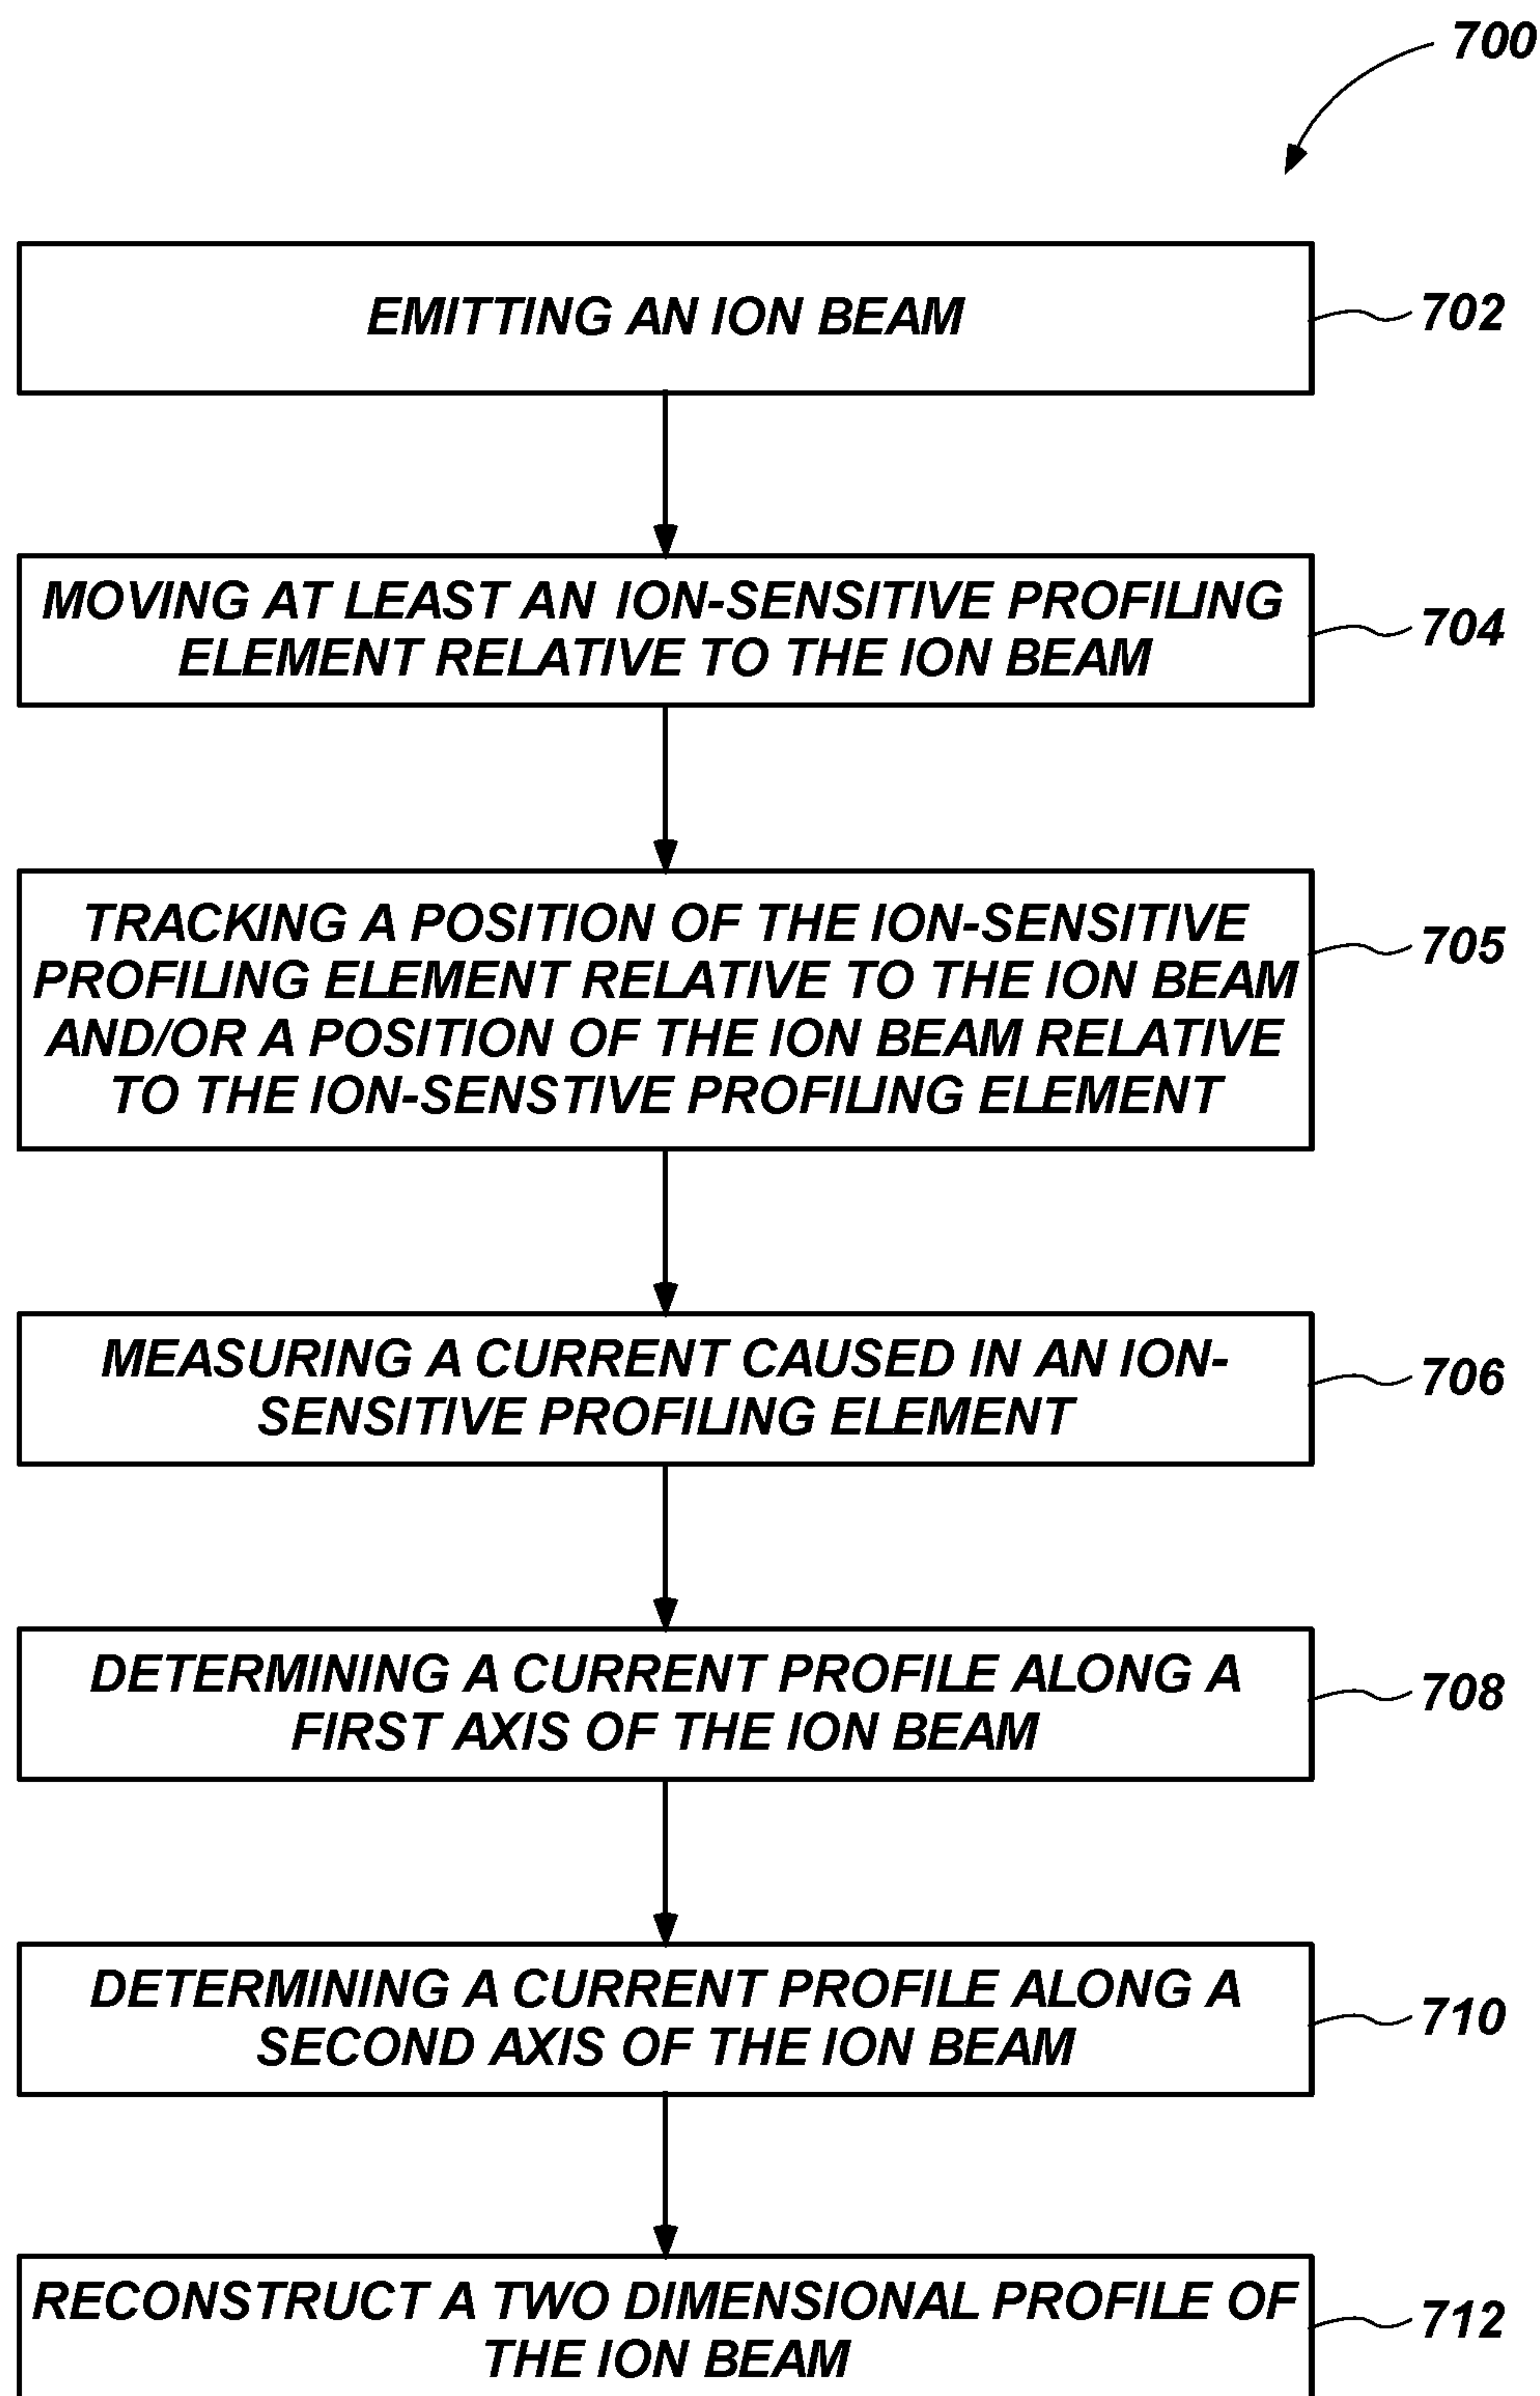 700
EMITTING AN ION BEAM
702
MOVING AT LEAST AN ION-SENSITIVE PROFILING
ELEMENT RELATIVE TO THE ION BEAM
704
TRACKING A POSITION OF THE ION-SENSITIVE
PROFILING ELEMENT RELATIVE TO THE ION BEAM
AND/OR A POSITION OF THE ION BEAM RELATIVE
TO THE ION-SENSTIVE PROFILING ELEMENT
705
MEASURING A CURRENT CAUSED IN AN ION-
SENSITIVE PROFILING ELEMENT
706
DETERMINING A CURRENT PROFILE ALONG A
FIRST AXIS OF THE ION BEAM
708
DETERMINING A CURRENT PROFILE ALONG A
SECOND AXIS OF THE ION BEAM
710
RECONSTRUCT A TWO DIMENSIONAL PROFILE OF
THE ION BEAM
712